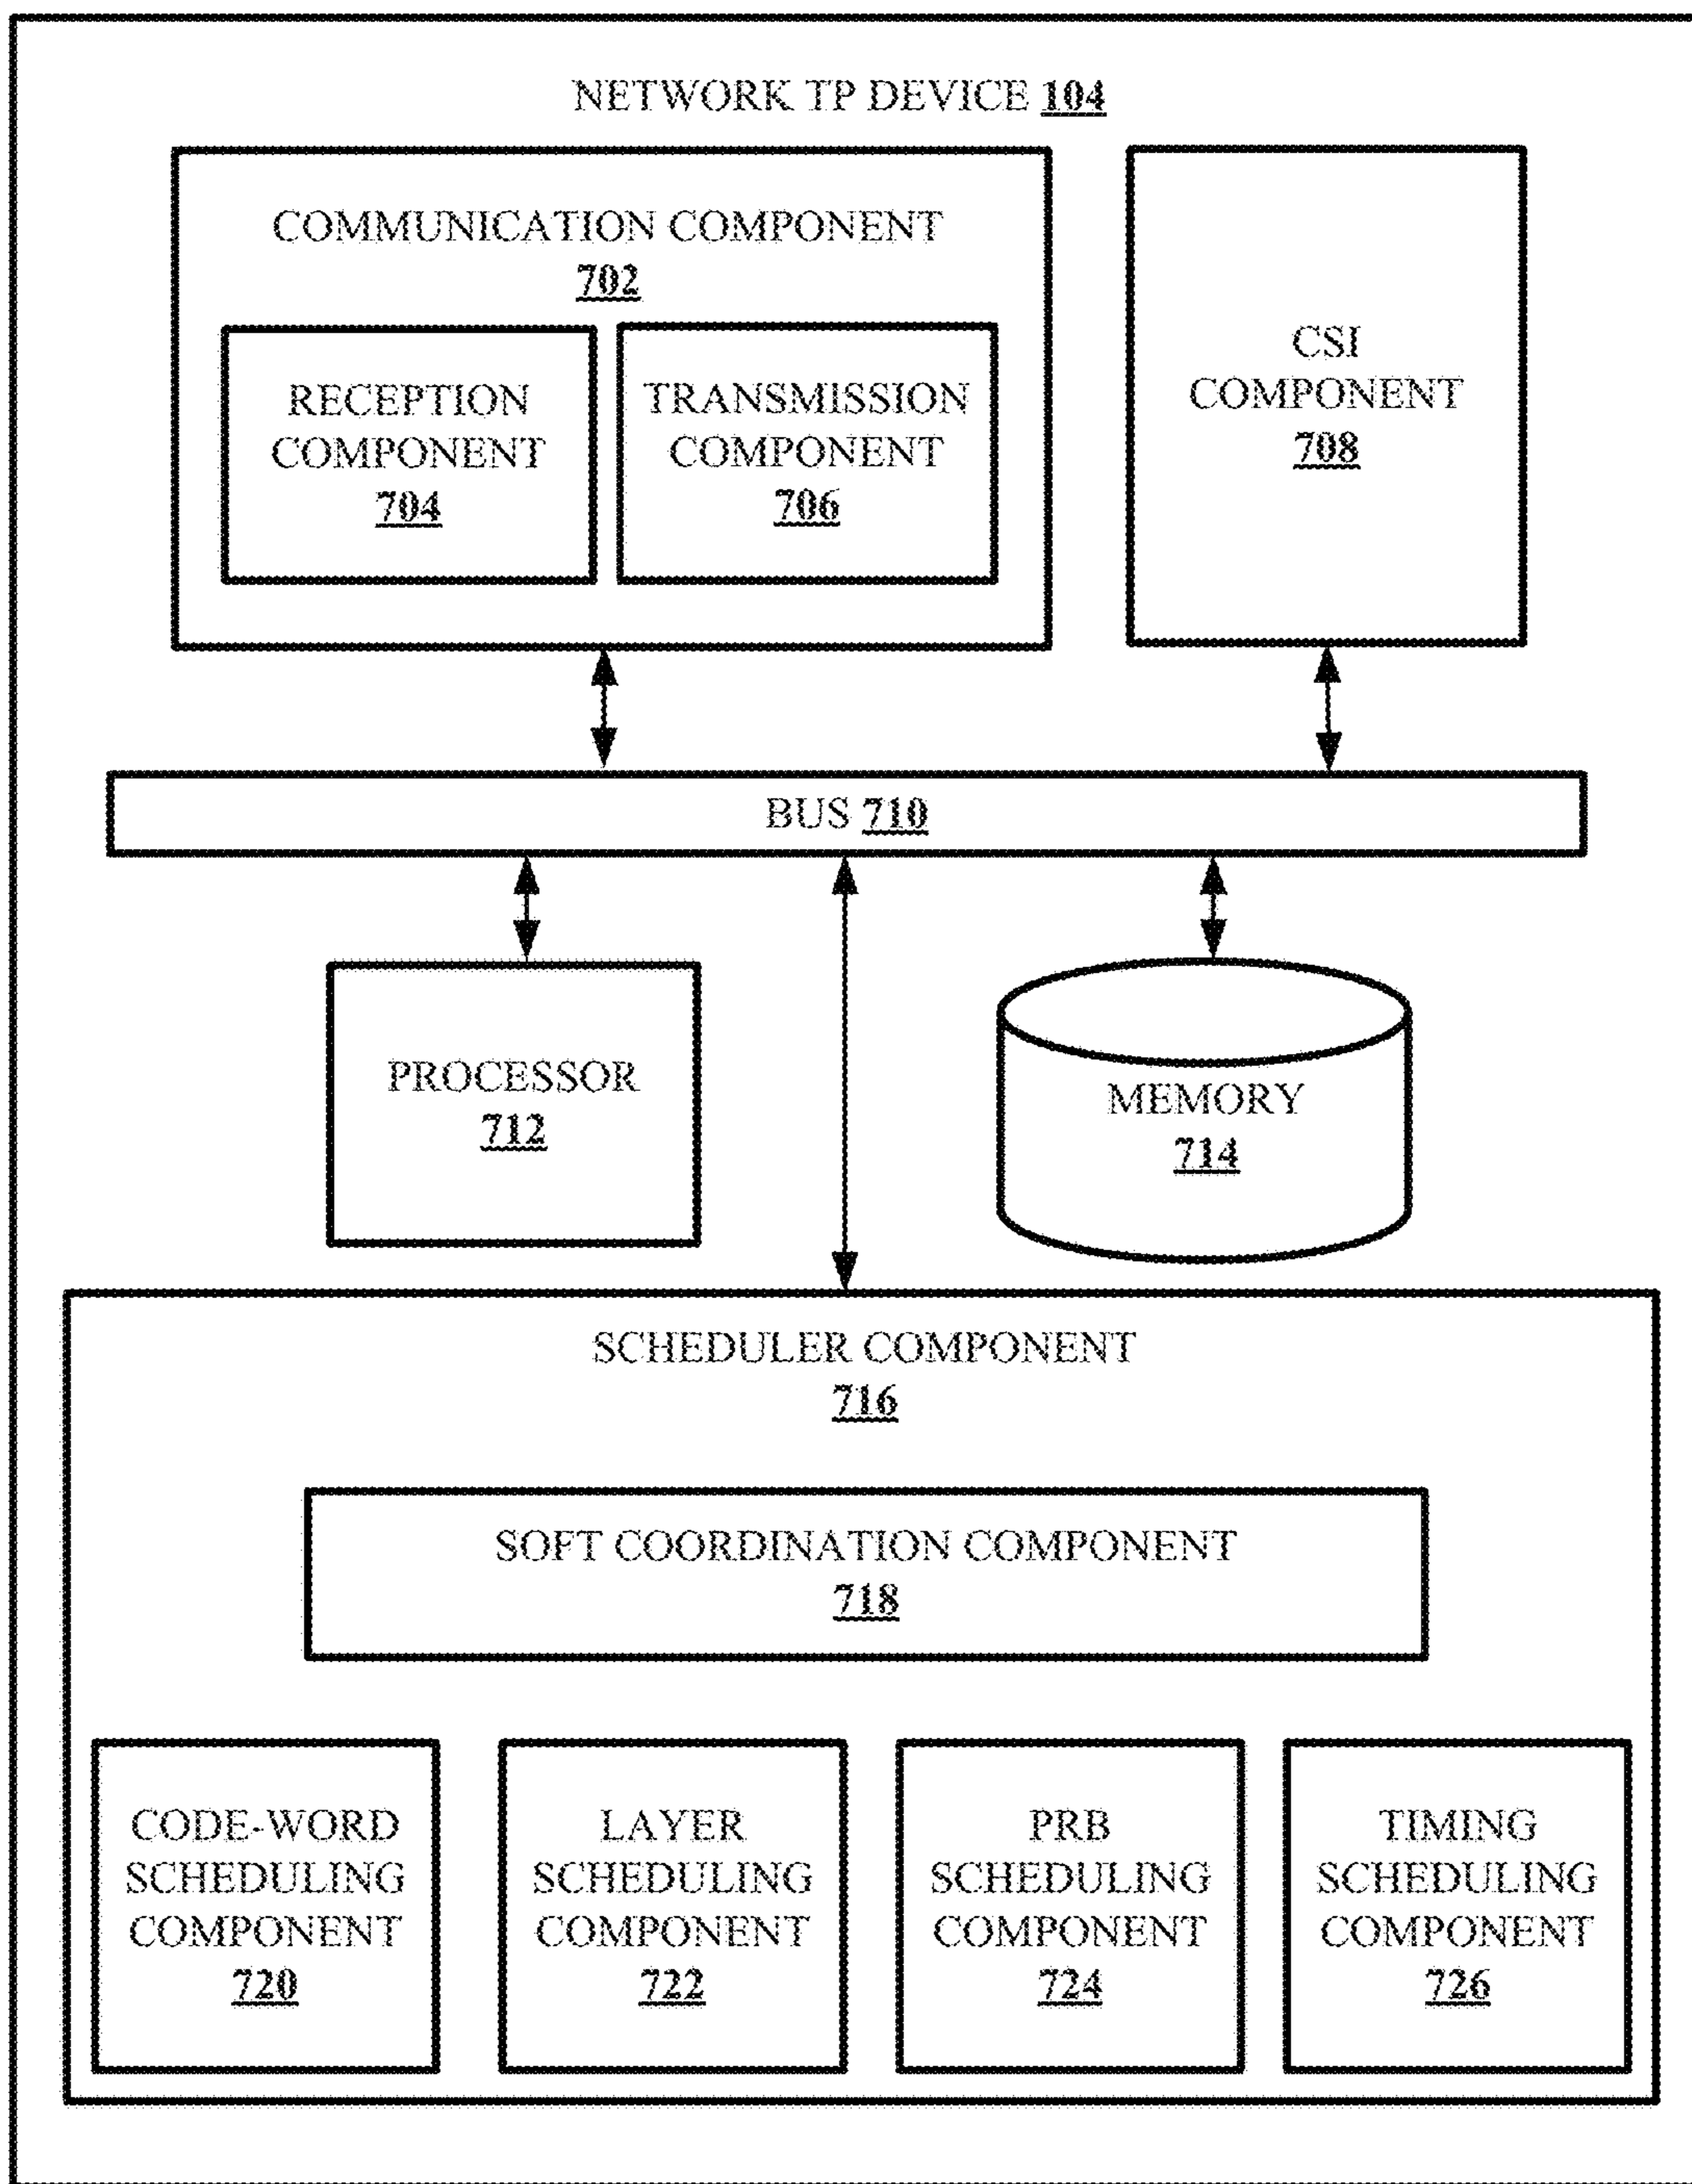 NETWORK TP DEVICE 104
COMMUNICATION COMPONENT
702
RECEPTION
COMPONENT
704
TRANSMISSION
COMPONENT
706
CSI
COMPONENT
708
BUS 710
PROCESSOR
712
MEMORY
714
SCHEDULER COMPONENT
716
SOFT COORDINATION COMPONENT
718
CODE-WORD
SCHEDULING
COMPONENT
720
LAYER
SCHEDULING
COMPONENT
722
PRB
SCHEDULING
COMPONENT
724
TIMING
SCHEDULING
COMPONENT
726